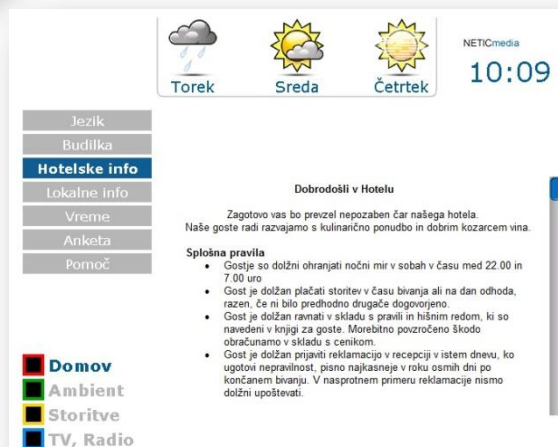 Torek
Sreda
Četrtek
NETICmedia
10:09
Jezik
Budilka
Hotelske info
Lokalne info
Vreme
Anketa
Pomoč
Domov
Ambient
Storitve
TV, Radio
Dobrodošli v Hotelu
Zagotovo vas bo prevzel nepozaben čar našega hotela.
Naše goste radi razvajamo s kulinarično ponudbo in dobrim kozarcem vina.
Splošna pravila
• Gostje so dolžni ohranjati nočni mir v sobah v času med 22.00 in
7.00 uro
• Gost je dolžan plačati storitev v času bivanja ali na dan odhoda,
razen, če ni bilo predhodno drugače dogovorjeno.
• Gost je dolžan ravnati v skladu s pravili in hišnim redom, ki so
navedeni v knjigi za goste. Morebitno povzročeno škodo
obračunamo v skladu s cenikom.
• Gost je dolžan prijaviti reklamacijo v recepciji v istem dnevu, ko
ugotovi nepravilnost, pisno najkasneje v roku osmih dni po
končanem bivanju. V nasprotnem primeru reklamacije nismo
dolžni upoštevati.